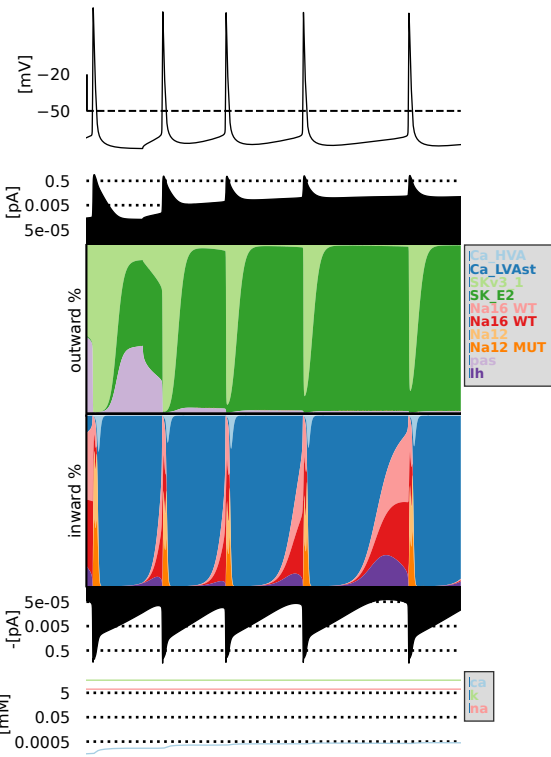 [mV]
−20
−50
[pA]
0.5
0.005
5e-05
outward %
Ca_HVA
Ca_LVAst
SKv3_1
SK_E2
Na16 WT
Na16 WT
Na12
Na12 MUT
pas
Ih
inward %
-[pA]
5e-05
0.005
0.5
[mM]
5
0.05
0.0005
ca
k
na